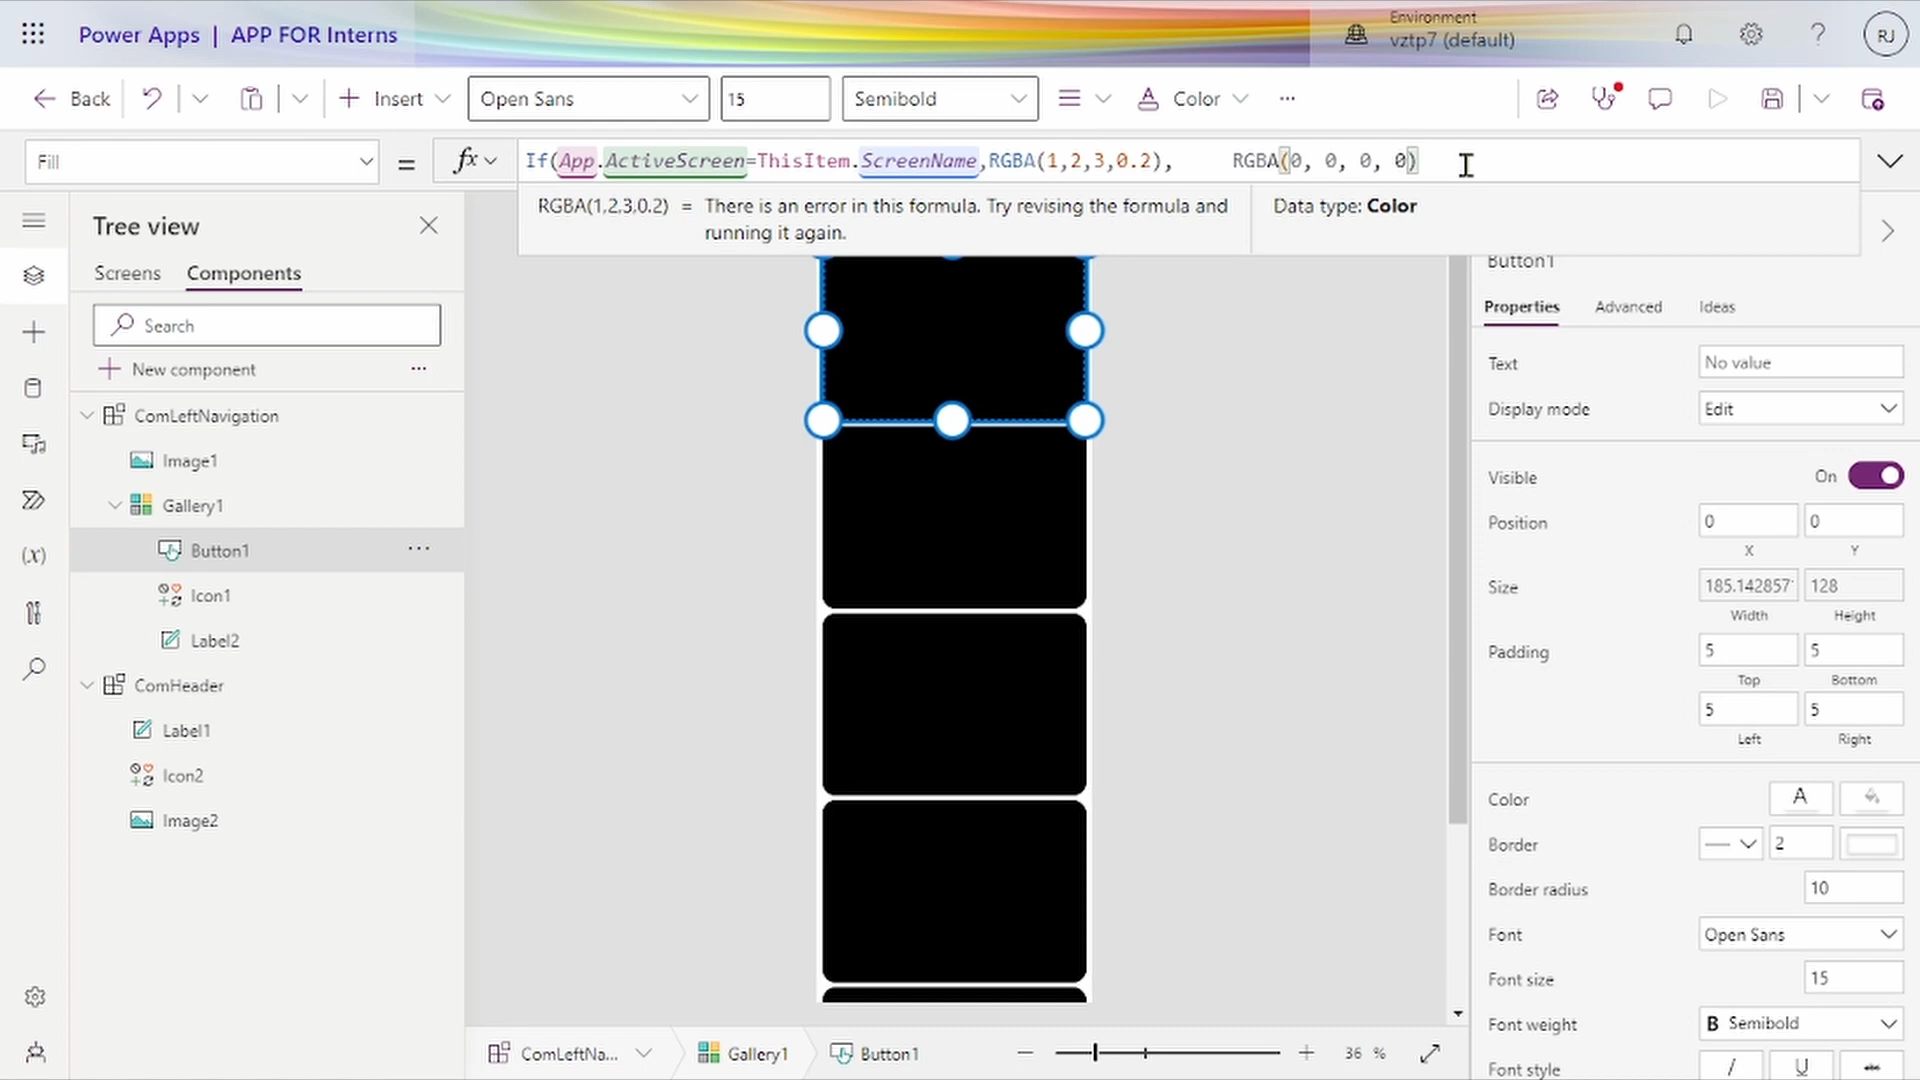 Power Apps | APP FOR Interns
Environment
vztp7 (default)
RJ
Back
Insert
Open Sans
15
Semibold
Color
...
Fill
=
fx
If(App.ActiveScreen=ThisItem.ScreenName,RGBA(1,2,3,0.2),     RGBA(0, 0, 0, 0)
RGBA(1,2,3,0.2) = There is an error in this formula. Try revising the formula and
running it again.
Data type: Color
Tree view
Screens
Components
Search
New component
...
ComLeftNavigation
Image1
Gallery1
Button1
...
Icon1
Label2
ComHeader
Label1
Icon2
Image2
Button1
Properties
Advanced
Ideas
Text
No value
Display mode
Edit
Visible
On
Position
0
0
X
Y
Size
185.142857
128
Width
Height
Padding
5
5
Top
Bottom
5
5
Left
Right
Color
A
Border
2
Border radius
10
Font
Open Sans
Font size
15
Font weight
B Semibold
Font style
/
U
abc
ComLeftNa...
Gallery1
Button1
36 %